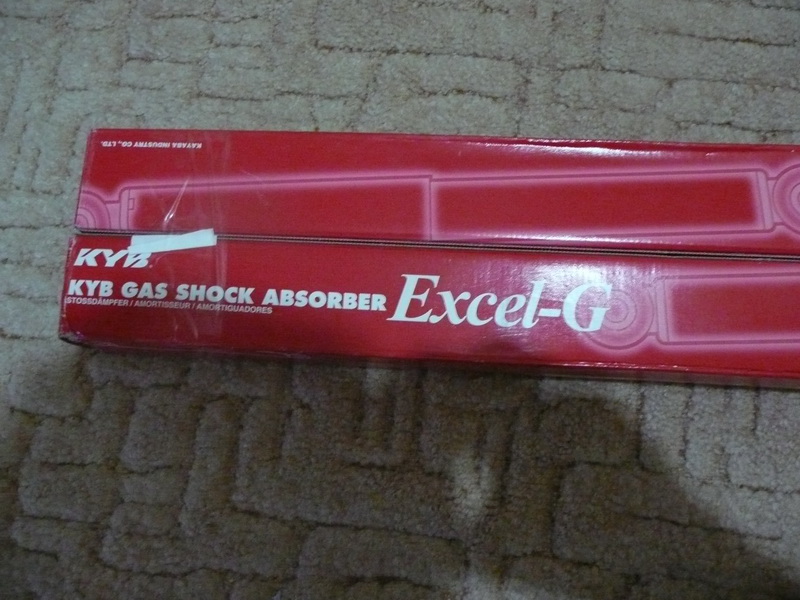 KAYABA INDUSTRY CO., LTD.
KYB
KYB GAS SHOCK ABSORBER Excel-G
STOSSDÄMPFER / AMORTISSEUR / AMORTIGUADORES